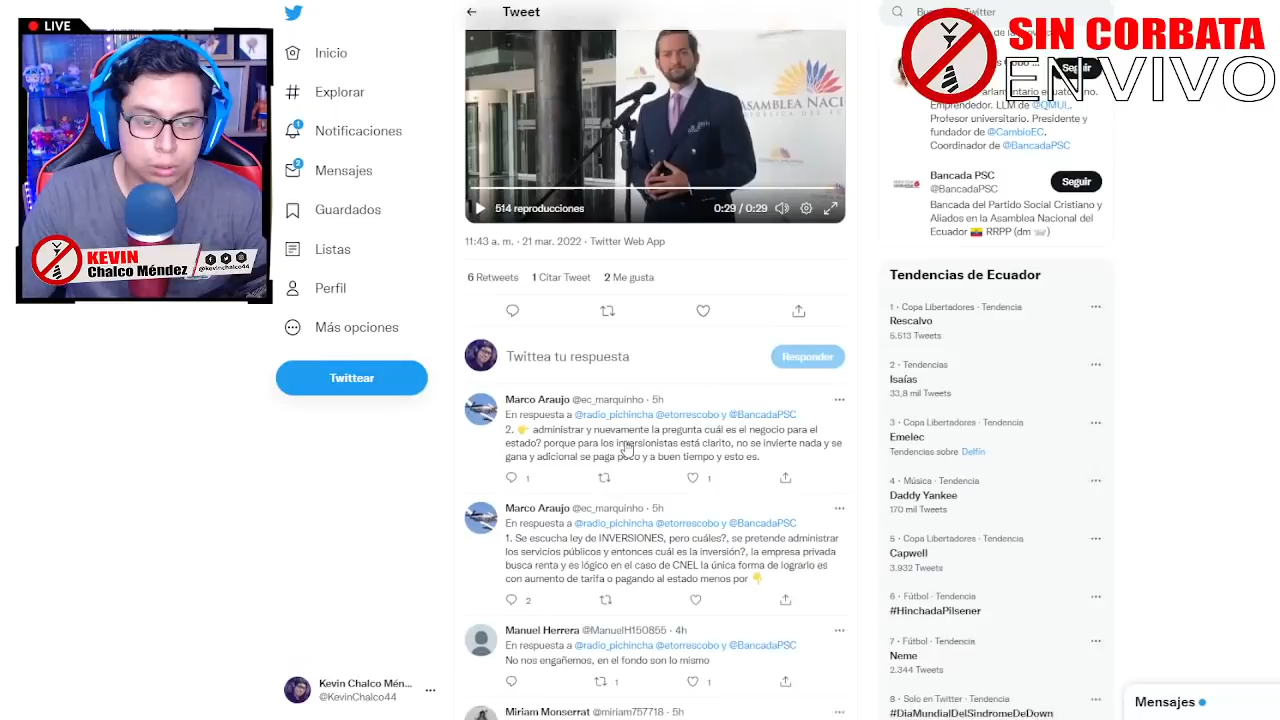 LIVE
KEVIN
Chalco Méndez
@kevinchalco44
Inicio
Explorar
1
Notificaciones
2
Mensajes
Guardados
Listas
Perfil
Más opciones
Twittear
Kevin Chalco Mén...
@KevinChalco44
Tweet
ASAMBLEA NACI
514 reproducciones
0:29 / 0:29
11:43 a. m. · 21 mar. 2022 · Twitter Web App
6 Retweets 1 Citar Tweet 2 Me gusta
Twittea tu respuesta
Responder
Marco Araujo @ec_marquinho · 5h
En respuesta a @radio_pichincha @etorrescobo y @BancadaPSC
2. 👉 administrar y nuevamente la pregunta cuál es el negocio para el
estado? porque para los inversionistas está clarito, no se invierte nada y se
gana y adicional se paga poco y a buen tiempo y esto es.
1
1
Marco Araujo @ec_marquinho · 5h
En respuesta a @radio_pichincha @etorrescobo y @BancadaPSC
1. Se escucha ley de INVERSIONES, pero cuáles?, se pretende administrar
los servicios públicos y entonces cuál es la inversión?, la empresa privada
busca renta y es lógico en el caso de CNEL la única forma de lograrlo es
con aumento de tarifa o pagando al estado menos por 👇
2
Manuel Herrera @ManuelH150855 · 4h
En respuesta a @radio_pichincha @etorrescobo y @BancadaPSC
No nos engañemos, en el fondo son lo mismo
1
1
Miriam Monserrat @miriam757718 · 5h
Twitter
SIN CORBATA
ENVIVO
Seguir
Emprendedor. LLM de @QMUL.
Profesor universitario. Presidente y
fundador de @CambioEC.
Coordinador de @BancadaPSC
Bancada PSC
@BancadaPSC
Seguir
Bancada del Partido Social Cristiano y
Aliados en la Asamblea Nacional del
Ecuador 🇪🇨 RRPP (dm 📨)
Tendencias de Ecuador
1 · Copa Libertadores · Tendencia
Rescalvo
5.513 Tweets
2 · Tendencias
Isaías
33,8 mil Tweets
3 · Copa Libertadores · Tendencia
Emelec
Tendencias sobre Delfín
4 · Música · Tendencia
Daddy Yankee
170 mil Tweets
5 · Copa Libertadores · Tendencia
Capwell
3.932 Tweets
6 · Fútbol · Tendencia
#HinchadaPilsener
7 · Fútbol · Tendencia
Neme
2.344 Tweets
8 · Solo en Twitter · Tendencia
#DíaMundialDelSíndromeDeDown
Mensajes